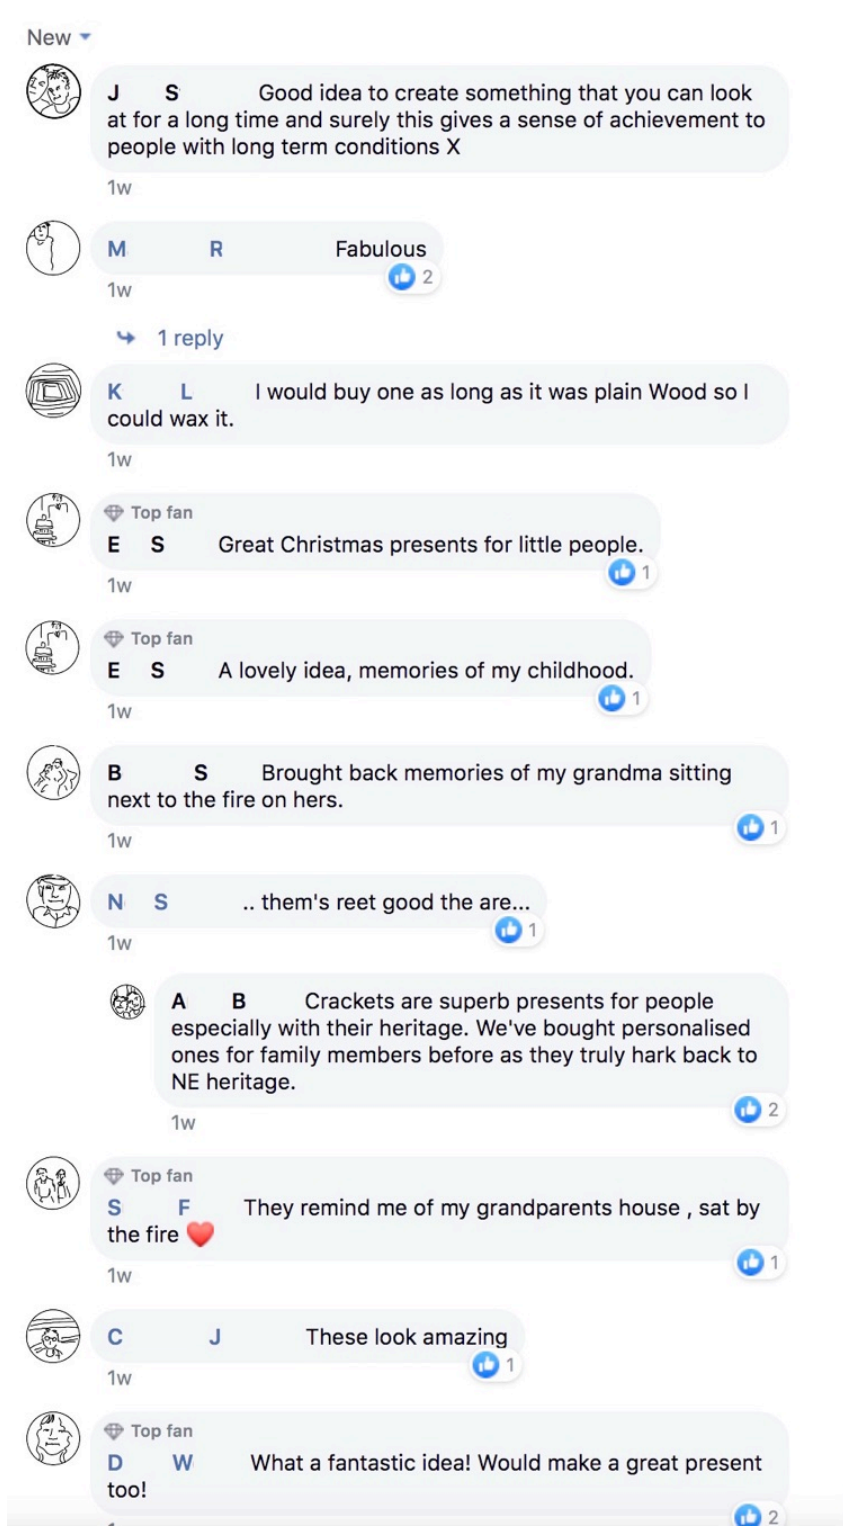 New
J S Good idea to create something that you can look
at for a long time and surely this gives a sense of achievement to
people with long term conditions X
1w
M R Fabulous
2
1w
1 reply
K L I would buy one as long as it was plain Wood so I
could wax it.
1w
Top fan
E S Great Christmas presents for little people.
1
1w
Top fan
E S A lovely idea, memories of my childhood.
1
1w
B S Brought back memories of my grandma sitting
next to the fire on hers.
1
1w
N S .. them's reet good the are...
1
1w
A B Crackets are superb presents for people
especially with their heritage. We've bought personalised
ones for family members before as they truly hark back to
NE heritage.
2
1w
Top fan
S F They remind me of my grandparents house , sat by
the fire ❤️
1
1w
C J These look amazing
1
1w
Top fan
D W What a fantastic idea! Would make a great present
too!
2